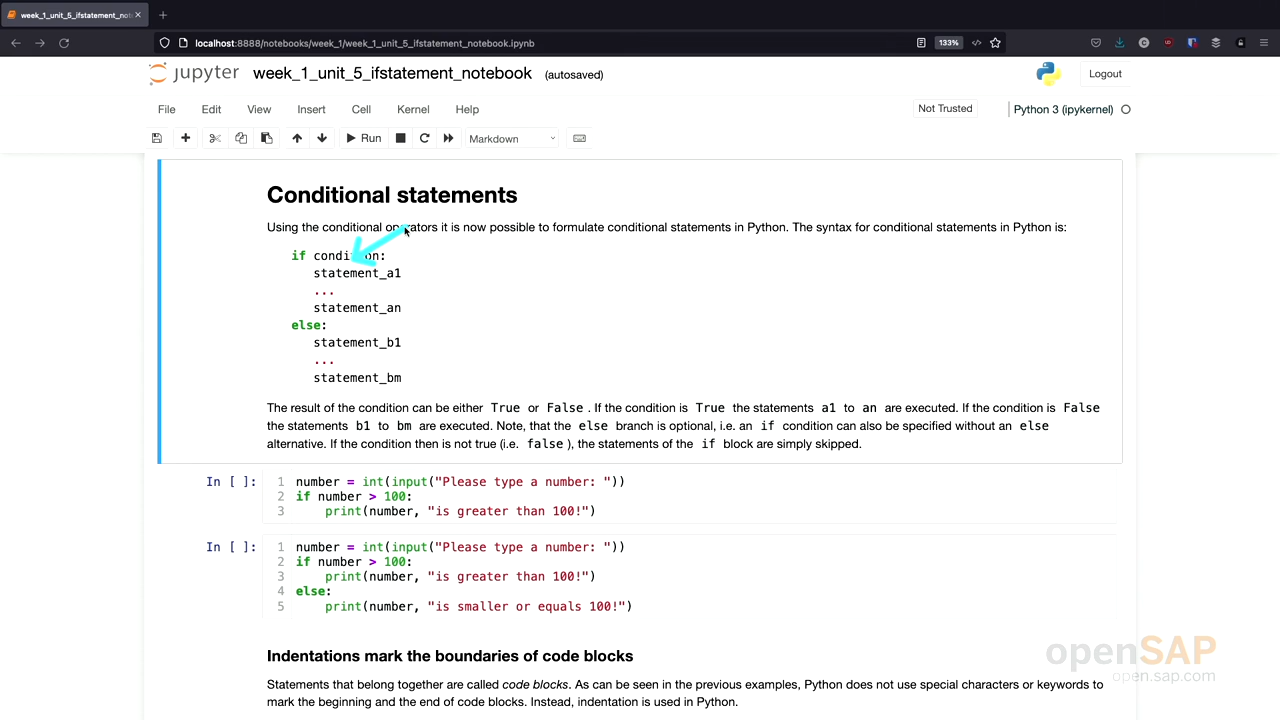 week_1_unit_5_ifstatement_not
localhost:8888/notebooks/week_1/week_1_unit_5_ifstatement_notebook.ipynb
133%
jupyter week_1_unit_5_ifstatement_notebook (autosaved)
Logout
File Edit View Insert Cell Kernel Help
Not Trusted
Python 3 (ipykernel)
Run
Markdown
Conditional statements
Using the conditional operators it is now possible to formulate conditional statements in Python. The syntax for conditional statements in Python is:
if condition:
statement_a1
...
statement_an
else:
statement_b1
...
statement_bm
The result of the condition can be either True or False . If the condition is True the statements a1 to an are executed. If the condition is False
the statements b1 to bm are executed. Note, that the else branch is optional, i.e. an if condition can also be specified without an else
alternative. If the condition then is not true (i.e. false ), the statements of the if block are simply skipped.
In [ ]: 1 number = int(input("Please type a number: "))
2 if number > 100:
3 print(number, "is greater than 100!")
In [ ]: 1 number = int(input("Please type a number: "))
2 if number > 100:
3 print(number, "is greater than 100!")
4 else:
5 print(number, "is smaller or equals 100!")
Indentations mark the boundaries of code blocks
Statements that belong together are called code blocks. As can be seen in the previous examples, Python does not use special characters or keywords to
mark the beginning and the end of code blocks. Instead, indentation is used in Python.
openSAP
open.sap.com